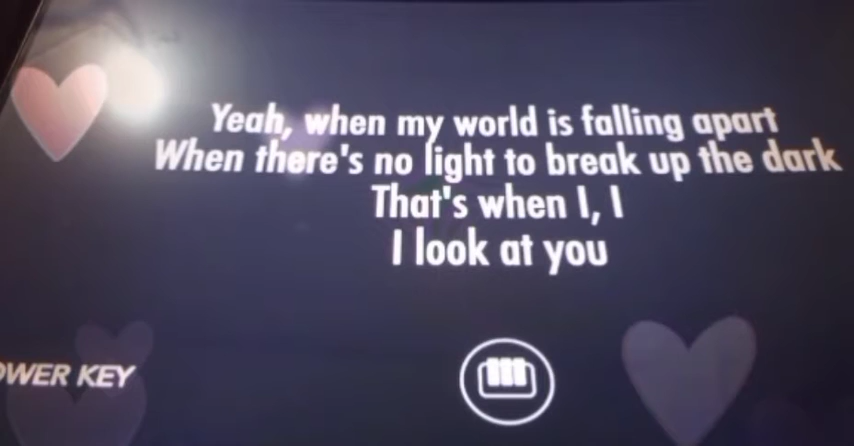 Yeah, when my world is falling apart
When there's no light to break up the dark
That's when I, I
I look at you
OWER KEY